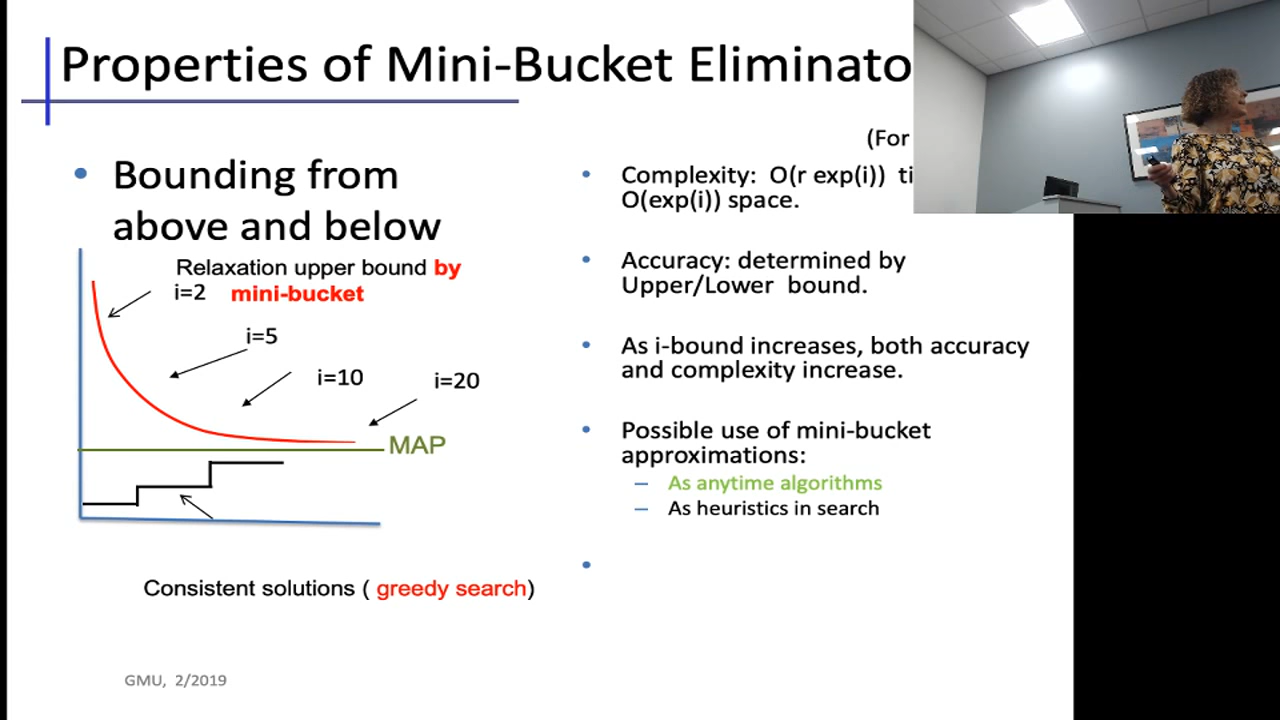 Properties of Mini-Bucket Eliminato
• Bounding from
above and below
Relaxation upper bound by
i=2 mini-bucket
i=5
i=10
i=20
MAP
Consistent solutions ( greedy search)
(For
• Complexity: O(r exp(i)) ti
O(exp(i)) space.
• Accuracy: determined by
Upper/Lower bound.
• As i-bound increases, both accuracy
and complexity increase.
• Possible use of mini-bucket
approximations:
– As anytime algorithms
– As heuristics in search
•
GMU, 2/2019